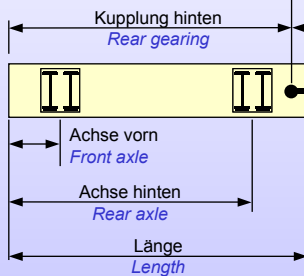 Kupplung hinten
Rear gearing
Achse vorn
Front axle
Achse hinten
Rear axle
Länge
Length